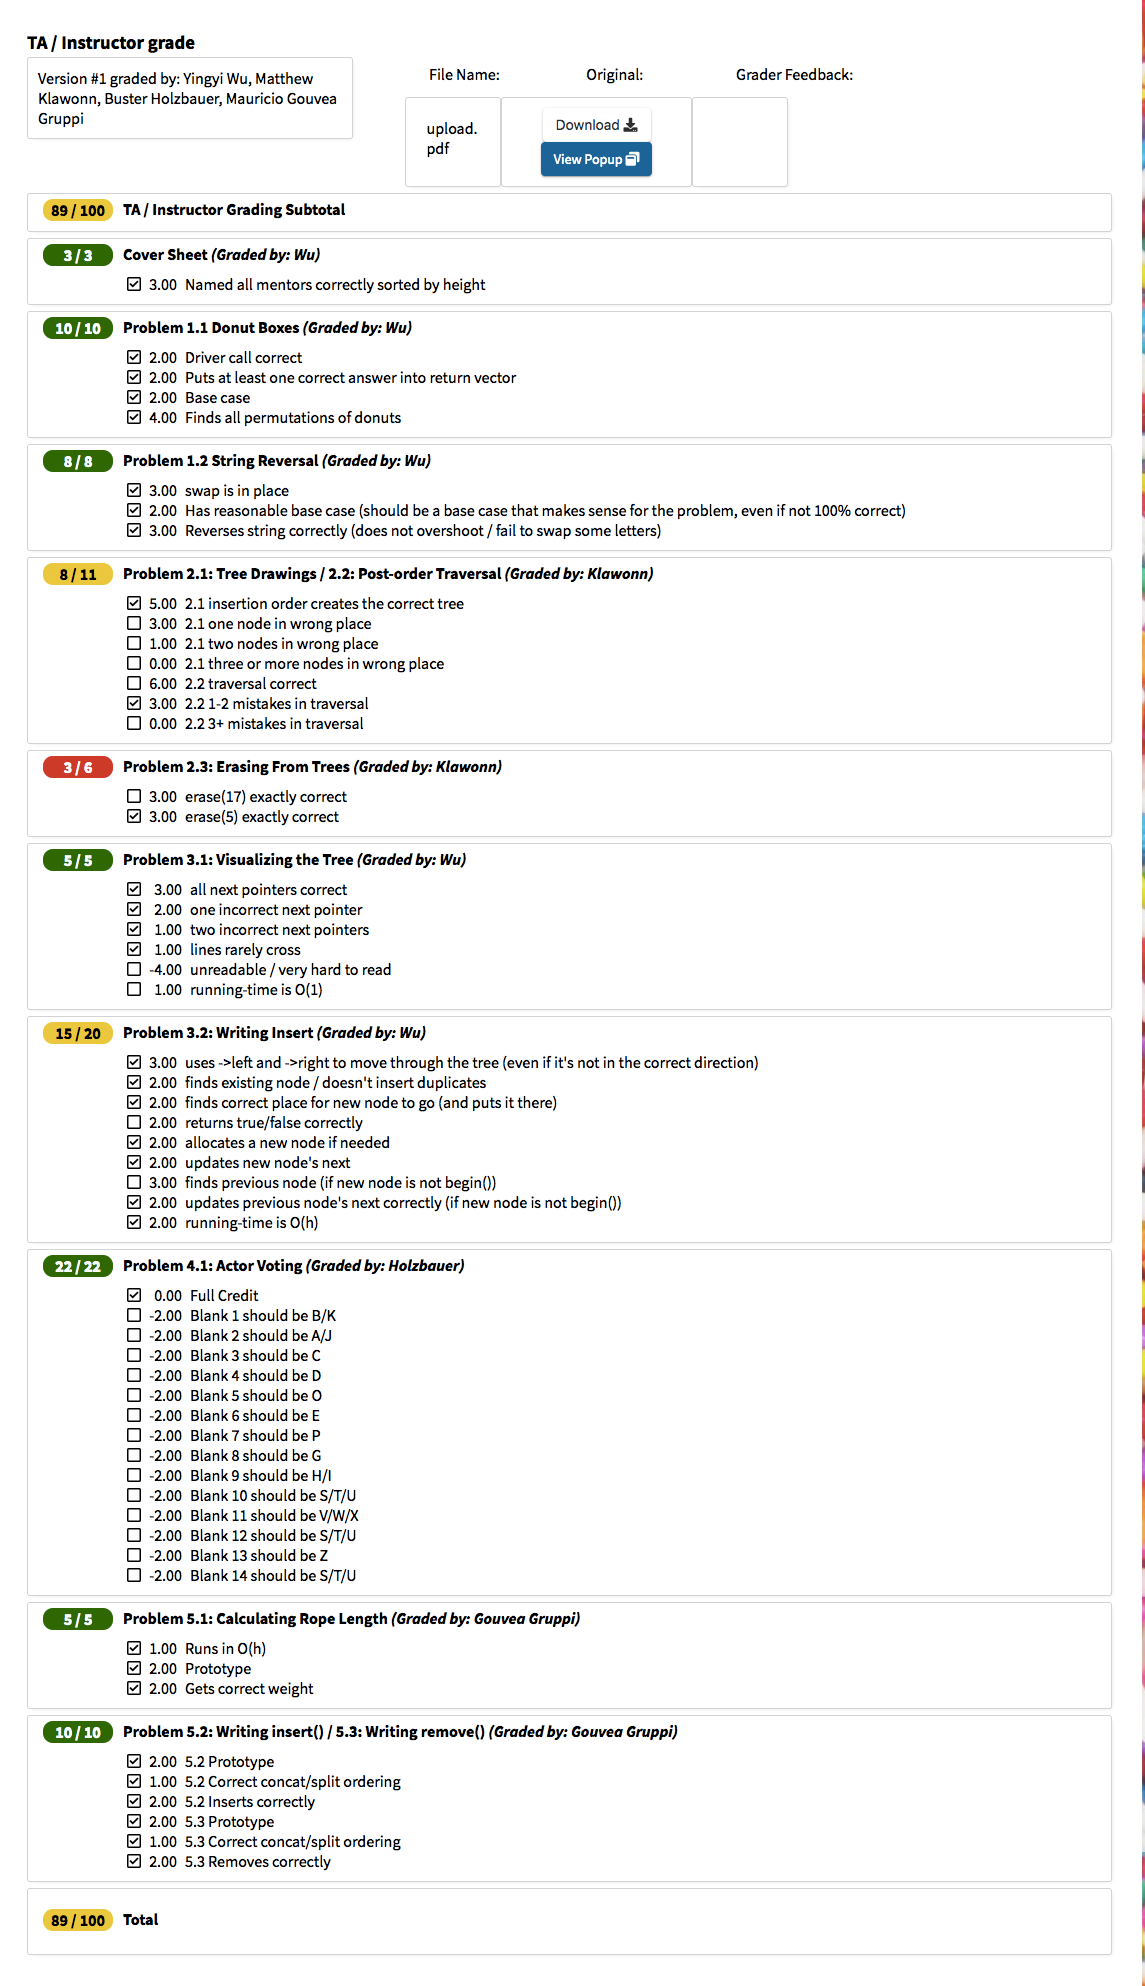 TA / Instructor grade
Version #1 graded by: Yingyi Wu, Matthew
Klawonn, Buster Holzbauer, Mauricio Gouvea
Gruppi
File Name: Original: Grader Feedback:
upload.
pdf
Download
View Popup
89 / 100 TA / Instructor Grading Subtotal
3 / 3 Cover Sheet (Graded by: Wu)
3.00 Named all mentors correctly sorted by height
10 / 10 Problem 1.1 Donut Boxes (Graded by: Wu)
2.00 Driver call correct
2.00 Puts at least one correct answer into return vector
2.00 Base case
4.00 Finds all permutations of donuts
8 / 8 Problem 1.2 String Reversal (Graded by: Wu)
3.00 swap is in place
2.00 Has reasonable base case (should be a base case that makes sense for the problem, even if not 100% correct)
3.00 Reverses string correctly (does not overshoot / fail to swap some letters)
8 / 11 Problem 2.1: Tree Drawings / 2.2: Post-order Traversal (Graded by: Klawonn)
5.00 2.1 insertion order creates the correct tree
3.00 2.1 one node in wrong place
1.00 2.1 two nodes in wrong place
0.00 2.1 three or more nodes in wrong place
6.00 2.2 traversal correct
3.00 2.2 1-2 mistakes in traversal
0.00 2.2 3+ mistakes in traversal
3 / 6 Problem 2.3: Erasing From Trees (Graded by: Klawonn)
3.00 erase(17) exactly correct
3.00 erase(5) exactly correct
5 / 5 Problem 3.1: Visualizing the Tree (Graded by: Wu)
3.00 all next pointers correct
2.00 one incorrect next pointer
1.00 two incorrect next pointers
1.00 lines rarely cross
-4.00 unreadable / very hard to read
1.00 running-time is O(1)
15 / 20 Problem 3.2: Writing Insert (Graded by: Wu)
3.00 uses ->left and ->right to move through the tree (even if it's not in the correct direction)
2.00 finds existing node / doesn't insert duplicates
2.00 finds correct place for new node to go (and puts it there)
2.00 returns true/false correctly
2.00 allocates a new node if needed
2.00 updates new node's next
3.00 finds previous node (if new node is not begin())
2.00 updates previous node's next correctly (if new node is not begin())
2.00 running-time is O(h)
22 / 22 Problem 4.1: Actor Voting (Graded by: Holzbauer)
0.00 Full Credit
-2.00 Blank 1 should be B/K
-2.00 Blank 2 should be A/J
-2.00 Blank 3 should be C
-2.00 Blank 4 should be D
-2.00 Blank 5 should be O
-2.00 Blank 6 should be E
-2.00 Blank 7 should be P
-2.00 Blank 8 should be G
-2.00 Blank 9 should be H/I
-2.00 Blank 10 should be S/T/U
-2.00 Blank 11 should be V/W/X
-2.00 Blank 12 should be S/T/U
-2.00 Blank 13 should be Z
-2.00 Blank 14 should be S/T/U
5 / 5 Problem 5.1: Calculating Rope Length (Graded by: Gouvea Gruppi)
1.00 Runs in O(h)
2.00 Prototype
2.00 Gets correct weight
10 / 10 Problem 5.2: Writing insert() / 5.3: Writing remove() (Graded by: Gouvea Gruppi)
2.00 5.2 Prototype
1.00 5.2 Correct concat/split ordering
2.00 5.2 Inserts correctly
2.00 5.3 Prototype
1.00 5.3 Correct concat/split ordering
2.00 5.3 Removes correctly
89 / 100 Total